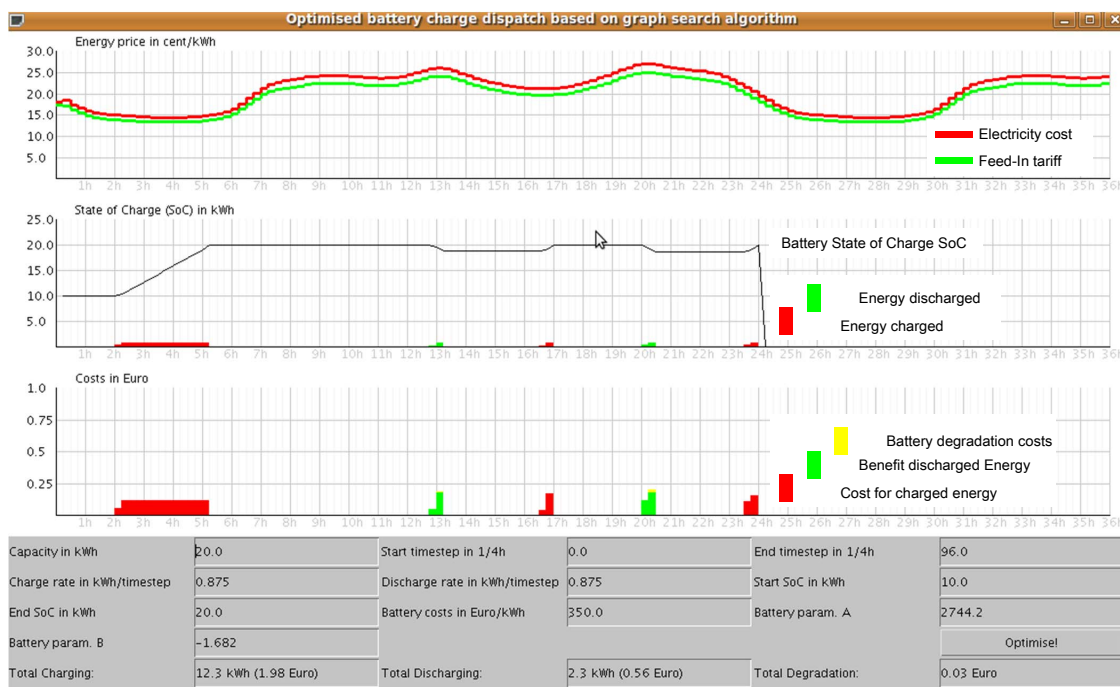 Optimised battery charge dispatch based on graph search algorithm
Energy price in cent/kWh
30.0
25.0
20.0
15.0
10.0
5.0
Electricity cost
Feed-In tariff
1h 2h 3h 4h 5h 6h 7h 8h 9h 10h 11h 12h 13h 14h 15h 16h 17h 18h 19h 20h 21h 22h 23h 24h 25h 26h 27h 28h 29h 30h 31h 32h 33h 34h 35h 36h
State of Charge (SoC) in kWh
25.0
20.0
15.0
10.0
5.0
Battery State of Charge SoC
Energy discharged
Energy charged
1h 2h 3h 4h 5h 6h 7h 8h 9h 10h 11h 12h 13h 14h 15h 16h 17h 18h 19h 20h 21h 22h 23h 24h 25h 26h 27h 28h 29h 30h 31h 32h 33h 34h 35h 36h
Costs in Euro
1.0
0.75
0.5
0.25
Battery degradation costs
Benefit discharged Energy
Cost for charged energy
1h 2h 3h 4h 5h 6h 7h 8h 9h 10h 11h 12h 13h 14h 15h 16h 17h 18h 19h 20h 21h 22h 23h 24h 25h 26h 27h 28h 29h 30h 31h 32h 33h 34h 35h 36h
Capacity in kWh 20.0 Start timestep in 1/4h 0.0 End timestep in 1/4h 96.0
Charge rate in kWh/timestep 0.875 Discharge rate in kWh/timestep 0.875 Start SoC in kWh 10.0
End SoC in kWh 20.0 Battery costs in Euro/kWh 350.0 Battery param. A 2744.2
Battery param. B -1.682 Optimise!
Total Charging: 12.3 kWh (1.98 Euro) Total Discharging: 2.3 kWh (0.56 Euro) Total Degradation: 0.03 Euro